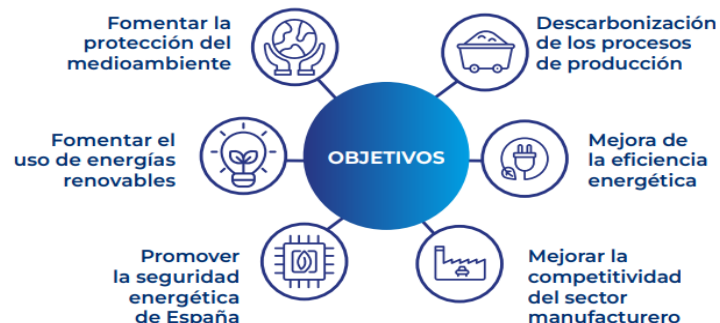 Fomentar la
protección del
medioambiente
Descarbonización
de los procesos
de producción
Fomentar el
uso de energías
renovables
OBJETIVOS
Mejora de
la eficiencia
energética
Promover
la seguridad
energética
de España
Mejorar la
competitividad
del sector
manufacturero